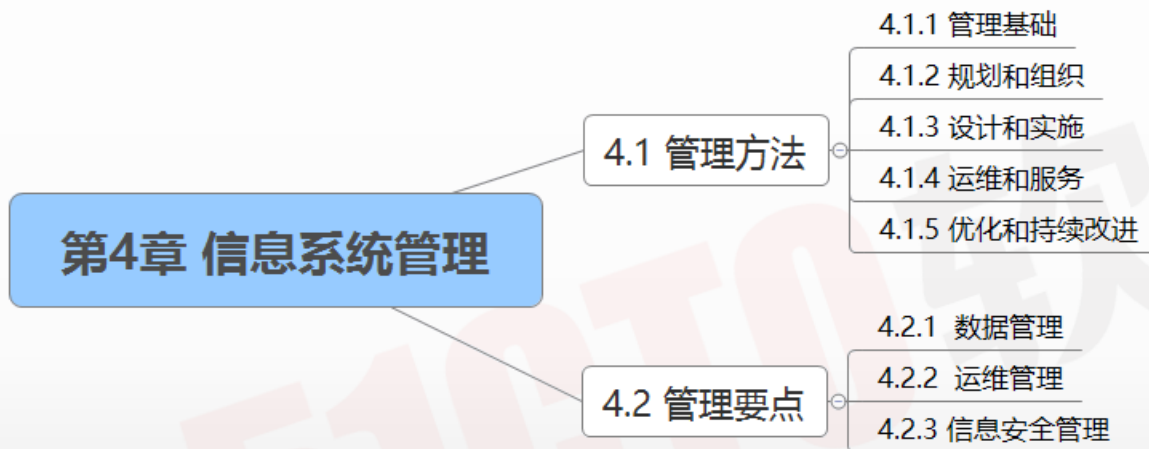 第4章 信息系统管理
4.1 管理方法
4.1.1 管理基础
4.1.2 规划和组织
4.1.3 设计和实施
4.1.4 运维和服务
4.1.5 优化和持续改进
4.2 管理要点
4.2.1 数据管理
4.2.2 运维管理
4.2.3 信息安全管理